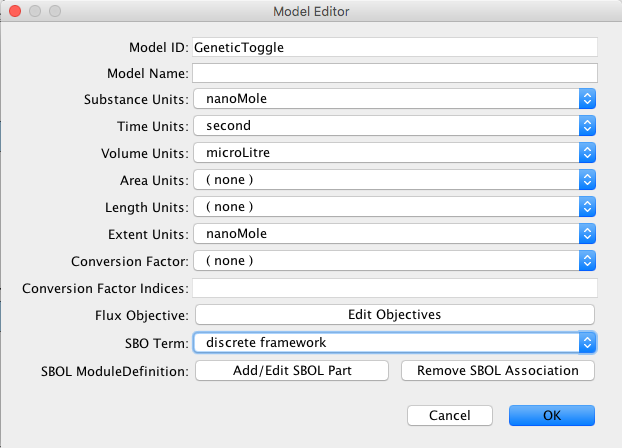 Model Editor
Model ID: GeneticToggle
Model Name:
Substance Units: nanoMole
Time Units: second
Volume Units: microLitre
Area Units: ( none )
Length Units: ( none )
Extent Units: nanoMole
Conversion Factor: ( none )
Conversion Factor Indices:
Flux Objective: Edit Objectives
SBO Term: discrete framework
SBOL ModuleDefinition: Add/Edit SBOL Part Remove SBOL Association
Cancel OK